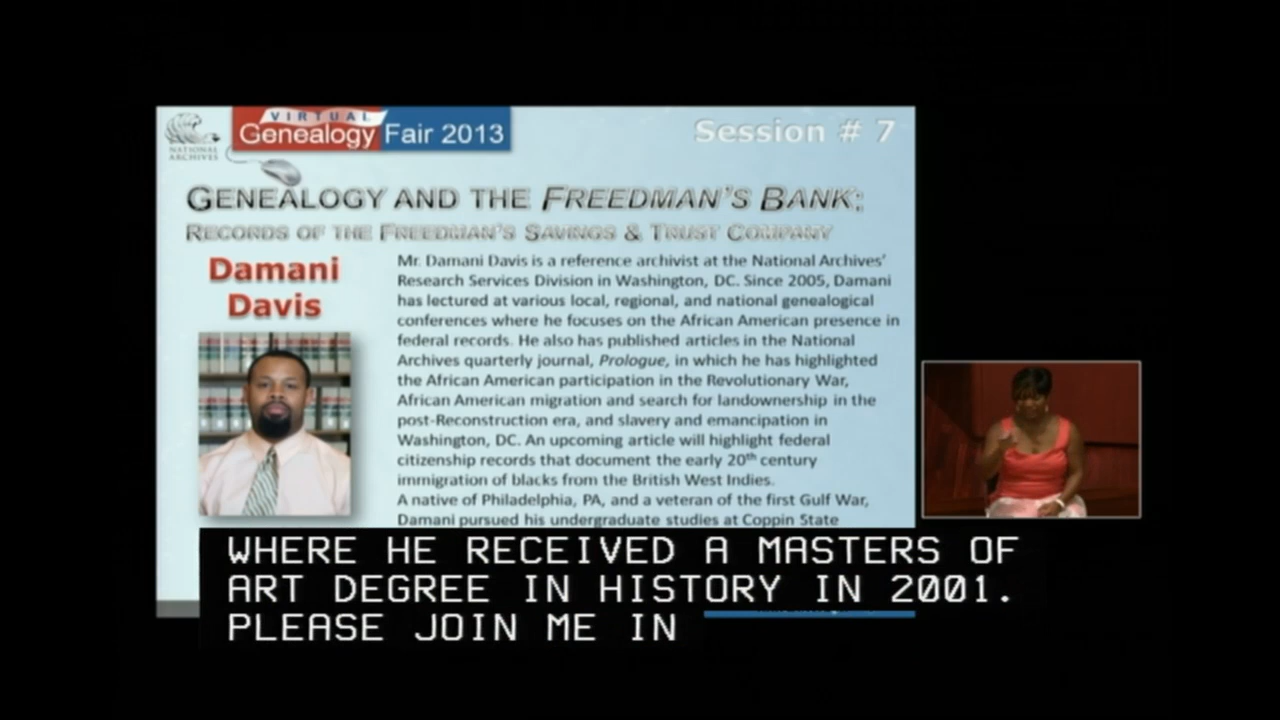 VIRTUAL
Genealogy Fair 2013
Session # 7
NATIONAL
ARCHIVES
GENEALOGY AND THE FREEDMAN'S BANK:
RECORDS OF THE FREEDMAN'S SAVINGS & TRUST COMPANY
Damani
Davis
Mr. Damani Davis is a reference archivist at the National Archives'
Research Services Division in Washington, DC. Since 2005, Damani
has lectured at various local, regional, and national genealogical
conferences where he focuses on the African American presence in
federal records. He also has published articles in the National
Archives quarterly journal, Prologue, in which he has highlighted
the African American participation in the Revolutionary War,
African American migration and search for landownership in the
post-Reconstruction era, and slavery and emancipation in
Washington, DC. An upcoming article will highlight federal
citizenship records that document the early 20th century
immigration of blacks from the British West Indies.
A native of Philadelphia, PA, and a veteran of the first Gulf War,
Damani pursued his undergraduate studies at Coppin State
WHERE HE RECEIVED A MASTERS OF
ART DEGREE IN HISTORY IN 2001.
PLEASE JOIN ME IN